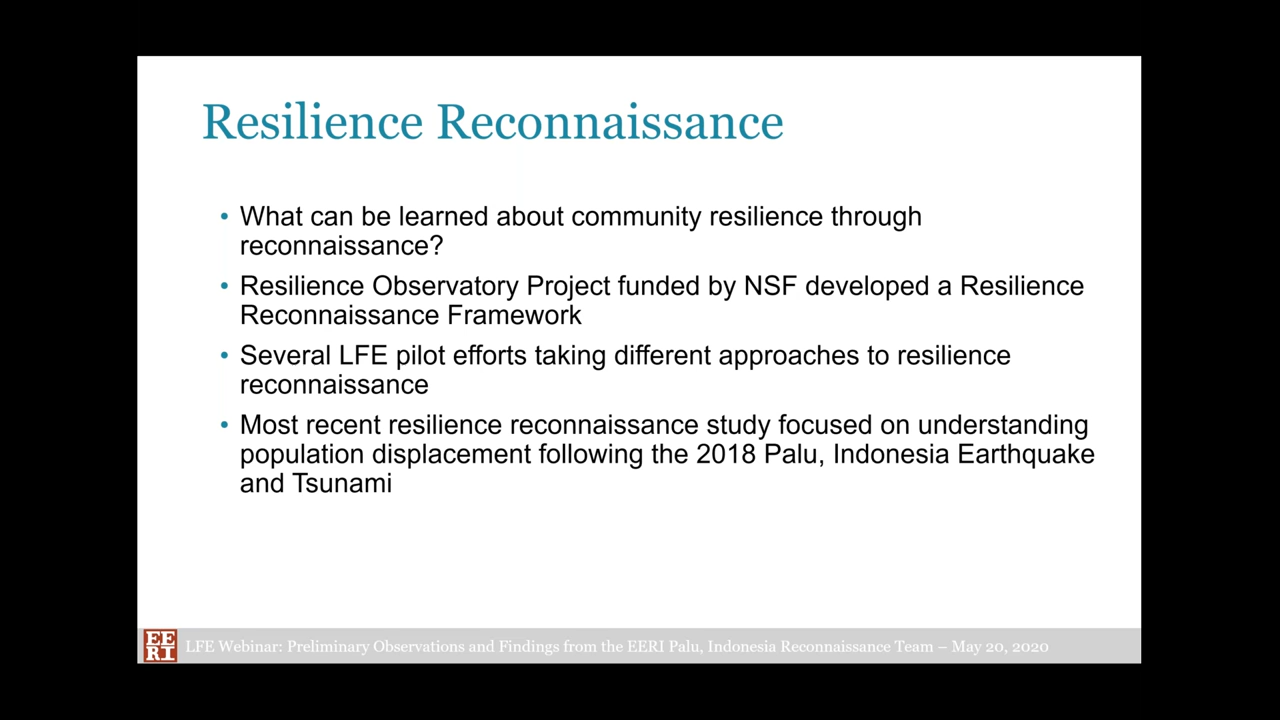 Resilience Reconnaissance
• What can be learned about community resilience through
reconnaissance?
• Resilience Observatory Project funded by NSF developed a Resilience
Reconnaissance Framework
• Several LFE pilot efforts taking different approaches to resilience
reconnaissance
• Most recent resilience reconnaissance study focused on understanding
population displacement following the 2018 Palu, Indonesia Earthquake
and Tsunami
EE
RI
LFE Webinar: Preliminary Observations and Findings from the EERI Palu, Indonesia Reconnaissance Team – May 20, 2020